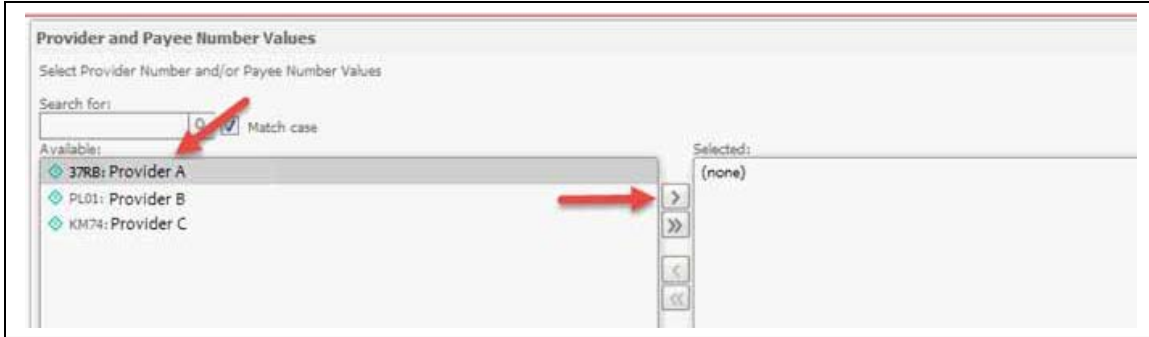 Provider and Payee Number Values
Select Provider Number and/or Payee Number Values
Search for:
Match case
Available:
Selected:
37RB: Provider A
(none)
PL01: Provider B
KM74: Provider C